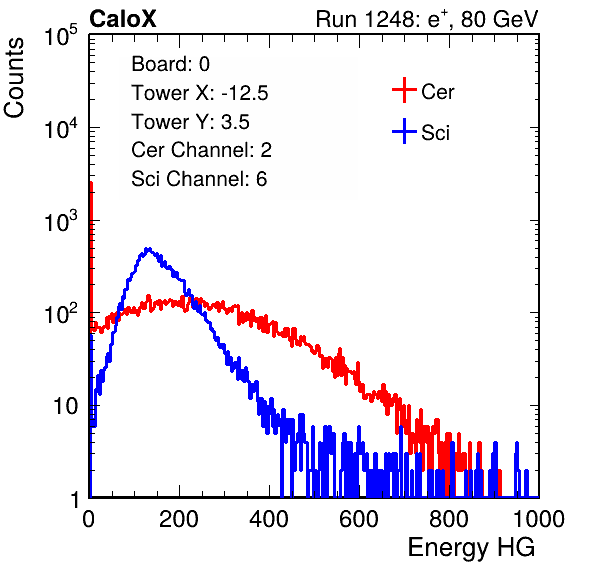 CaloX Run 1248: e⁺, 80 GeV
Counts
Board: 0
Tower X: -12.5
Tower Y: 3.5
Cer Channel: 2
Sci Channel: 6
Cer
Sci
10⁵
10⁴
10³
10²
10
1
0 200 400 600 800 1000
Energy HG